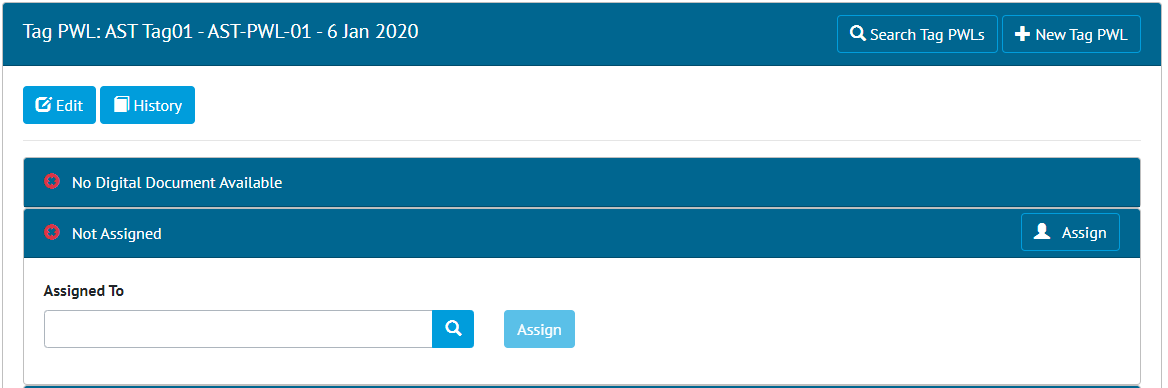 Tag PWL: AST Tag01 - AST-PWL-01 - 6 Jan 2020
Search Tag PWLs
New Tag PWL
Edit
History
No Digital Document Available
Not Assigned
Assign
Assigned To
Assign